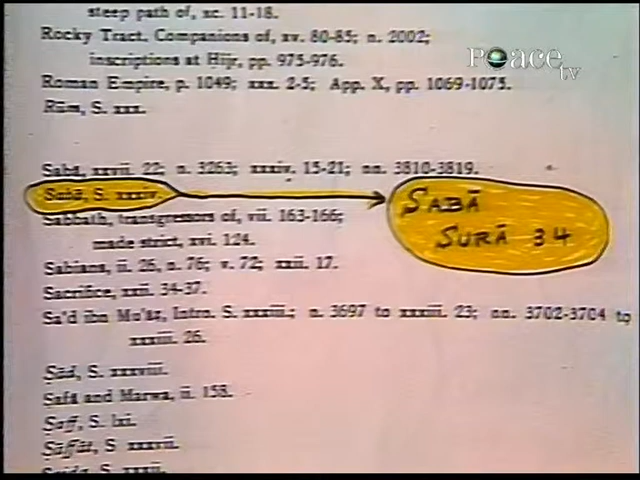 steep path of, xc. 11-18.
Rocky Tract, Companions of, xv. 80-85; n. 2002;
inscriptions at Hijr, pp. 975-976.
Peace tv
Roman Empire, p. 1049; xxx. 2-5; App. X, pp. 1069-1075.
Rūm, S. xxx.
Sabā, xxvii. 22; n. 3263; xxxiv. 15-21; nn. 3810-3819.
Sabā, S. xxxiv.
SABĀ
SURĀ 34
Sabbath, transgressors of, vii. 163-166;
made strict, xvi. 124.
Sabians, ii. 26, n. 76; v. 72; xxii. 17.
Sacrifice, xxii. 34-37.
Sa'd ibn Mo'āz, Intro. S. xxxiii.; n. 3697 to xxxiii. 23; nn. 3702-3704 to
xxxiii. 26.
Ṣād, S. xxxviii.
Ṣafā and Marwa, ii. 158.
Ṣaff, S. lxi.
Ṣāffāt, S xxxvii.
S. xxxii.